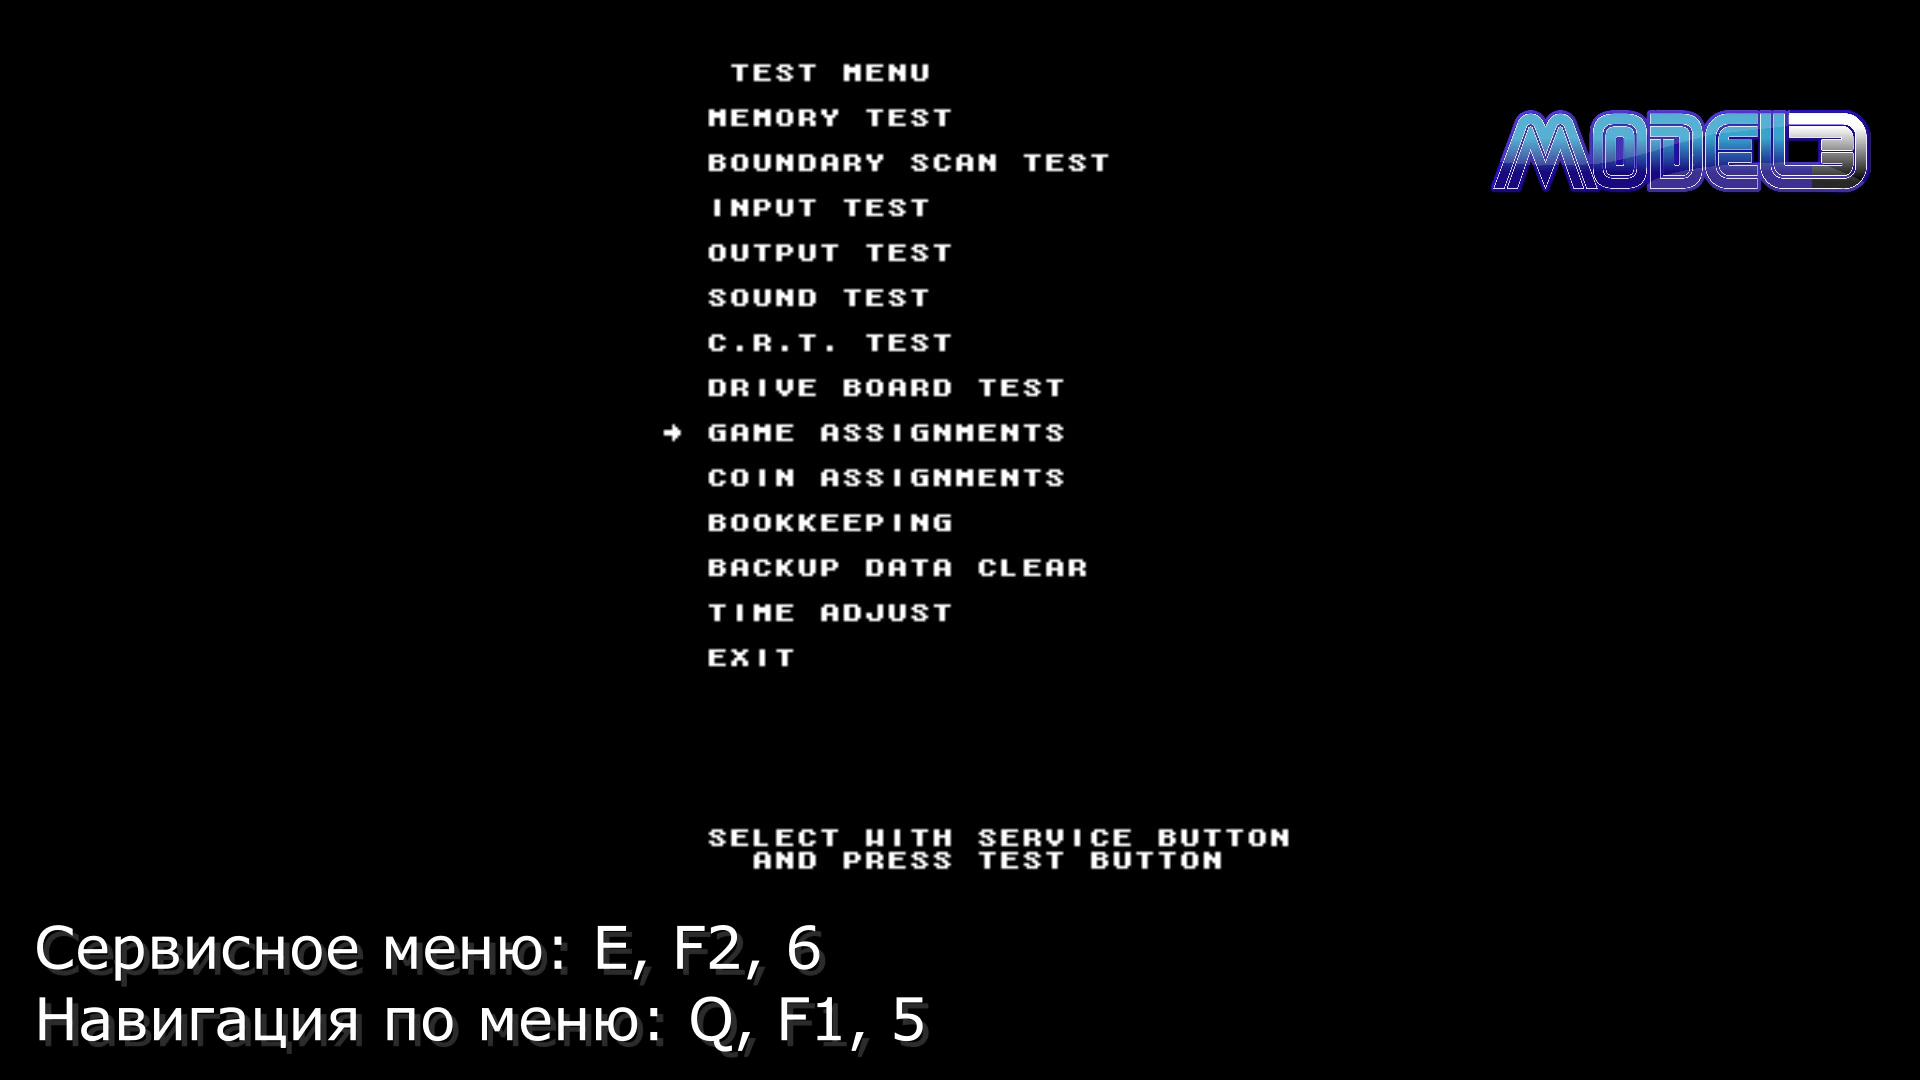 TEST MENU
MEMORY TEST
BOUNDARY SCAN TEST
INPUT TEST
OUTPUT TEST
SOUND TEST
C.R.T. TEST
DRIVE BOARD TEST
→ GAME ASSIGNMENTS
COIN ASSIGNMENTS
BOOKKEEPING
BACKUP DATA CLEAR
TIME ADJUST
EXIT
MODEL3
SELECT WITH SERVICE BUTTON
AND PRESS TEST BUTTON
Сервисное меню: E, F2, 6
Навигация по меню: Q, F1, 5